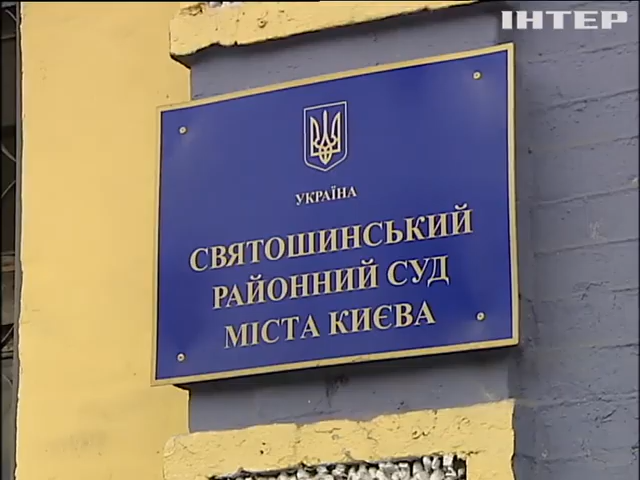 ІНТЕР
УКРАЇНА
СВЯТОШИНСЬКИЙ
РАЙОННИЙ СУД
МІСТА КИЄВА